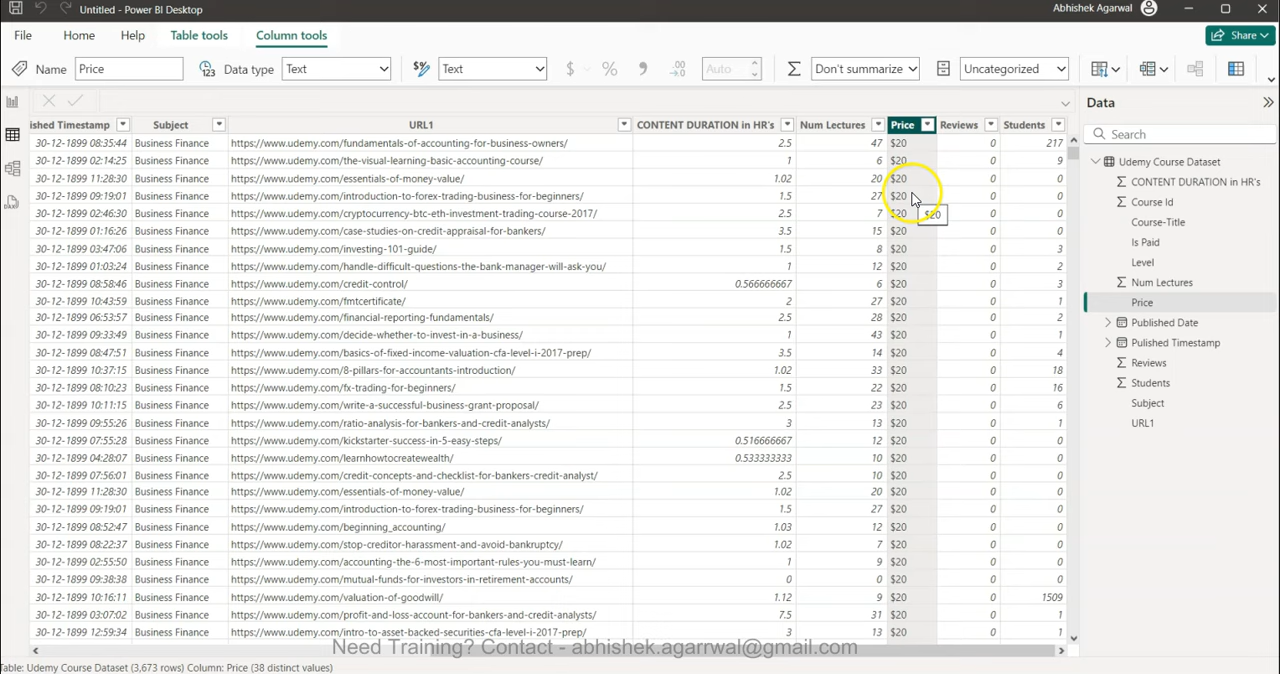 Untitled - Power BI Desktop Abhishek Agarwal
File Home Help Table tools Column tools Share
Name Price Data type Text Text $ % Auto Don't summarize Uncategorized
ished Timestamp Subject URL1 CONTENT DURATION in HR's Num Lectures Price Reviews Students
30-12-1899 08:35:44 Business Finance https://www.udemy.com/fundamentals-of-accounting-for-business-owners/ 2.5 47 $20 0 217
30-12-1899 02:14:25 Business Finance https://www.udemy.com/the-visual-learning-basic-accounting-course/ 1 6 $20 0 9
30-12-1899 11:28:30 Business Finance https://www.udemy.com/essentials-of-money-value/ 1.02 20 $20 0 0
30-12-1899 09:19:01 Business Finance https://www.udemy.com/introduction-to-forex-trading-business-for-beginners/ 1.5 27 $20 0 0
30-12-1899 02:46:30 Business Finance https://www.udemy.com/cryptocurrency-btc-eth-investment-trading-course-2017/ 2.5 7 $20 $20 0 0
30-12-1899 01:16:26 Business Finance https://www.udemy.com/case-studies-on-credit-appraisal-for-bankers/ 3.5 15 $20 0 0
30-12-1899 03:47:06 Business Finance https://www.udemy.com/investing-101-guide/ 1.5 8 $20 0 3
30-12-1899 01:03:24 Business Finance https://www.udemy.com/handle-difficult-questions-the-bank-manager-will-ask-you/ 1 12 $20 0 2
30-12-1899 08:58:46 Business Finance https://www.udemy.com/credit-control/ 0.566666667 6 $20 0 3
30-12-1899 10:43:59 Business Finance https://www.udemy.com/fmtcertificate/ 2 27 $20 0 1
30-12-1899 06:53:57 Business Finance https://www.udemy.com/financial-reporting-fundamentals/ 2.5 28 $20 0 2
30-12-1899 09:33:49 Business Finance https://www.udemy.com/decide-whether-to-invest-in-a-business/ 1 43 $20 0 1
30-12-1899 08:47:51 Business Finance https://www.udemy.com/basics-of-fixed-income-valuation-cfa-level-i-2017-prep/ 3.5 14 $20 0 4
30-12-1899 02:55:14 Business Finance https://www.udemy.com/8-pillars-for-accountants-introduction/ 1.02 33 $20 0 18
30-12-1899 08:10:23 Business Finance https://www.udemy.com/fx-trading-for-beginners/ 1.5 22 $20 0 16
30-12-1899 10:11:15 Business Finance https://www.udemy.com/write-a-successful-business-grant-proposal/ 2.5 23 $20 0 6
30-12-1899 09:55:26 Business Finance https://www.udemy.com/ratio-analysis-for-bankers-and-credit-analysts/ 3 13 $20 0 1
30-12-1899 07:55:28 Business Finance https://www.udemy.com/kickstarter-success-in-5-easy-steps/ 0.516666667 12 $20 0 0
30-12-1899 04:28:07 Business Finance https://www.udemy.com/learnhowtocreatewealth/ 0.533333333 10 $20 0 0
30-12-1899 07:56:01 Business Finance https://www.udemy.com/credit-concepts-and-checklist-for-bankers-credit-analyst/ 2.5 10 $20 0 0
30-12-1899 11:28:30 Business Finance https://www.udemy.com/essentials-of-money-value/ 1.02 20 $20 0 0
30-12-1899 09:19:01 Business Finance https://www.udemy.com/introduction-to-forex-trading-business-for-beginners/ 1.5 27 $20 0 0
30-12-1899 08:52:47 Business Finance https://www.udemy.com/beginning_accounting/ 1.03 12 $20 0 0
30-12-1899 08:22:37 Business Finance https://www.udemy.com/stop-creditor-harassment-and-avoid-bankruptcy/ 1.02 7 $20 0 0
30-12-1899 02:55:50 Business Finance https://www.udemy.com/accounting-the-6-most-important-rules-you-must-learn/ 1 9 $20 0 0
30-12-1899 09:38:38 Business Finance https://www.udemy.com/mutual-funds-for-investors-in-retirement-accounts/ 0 0 $20 0 0
30-12-1899 10:16:11 Business Finance https://www.udemy.com/valuation-of-goodwill/ 1.12 9 $20 0 1509
30-12-1899 03:07:02 Business Finance https://www.udemy.com/profit-and-loss-account-for-bankers-and-credit-analysts/ 7.5 31 $20 0 1
30-12-1899 12:59:34 Business Finance https://www.udemy.com/intro-to-asset-backed-securities-cfa-level-i-2017-prep/ 3 13 $20 0 1
Need Training? Contact - abhishek.agarrwal@gmail.com
Table: Udemy Course Dataset (3,673 rows) Column: Price (38 distinct values)
Data
Search
Udemy Course Dataset
CONTENT DURATION in HR's
Course Id
Course-Title
Is Paid
Level
Num Lectures
Price
Published Date
Pulished Timestamp
Reviews
Students
Subject
URL1